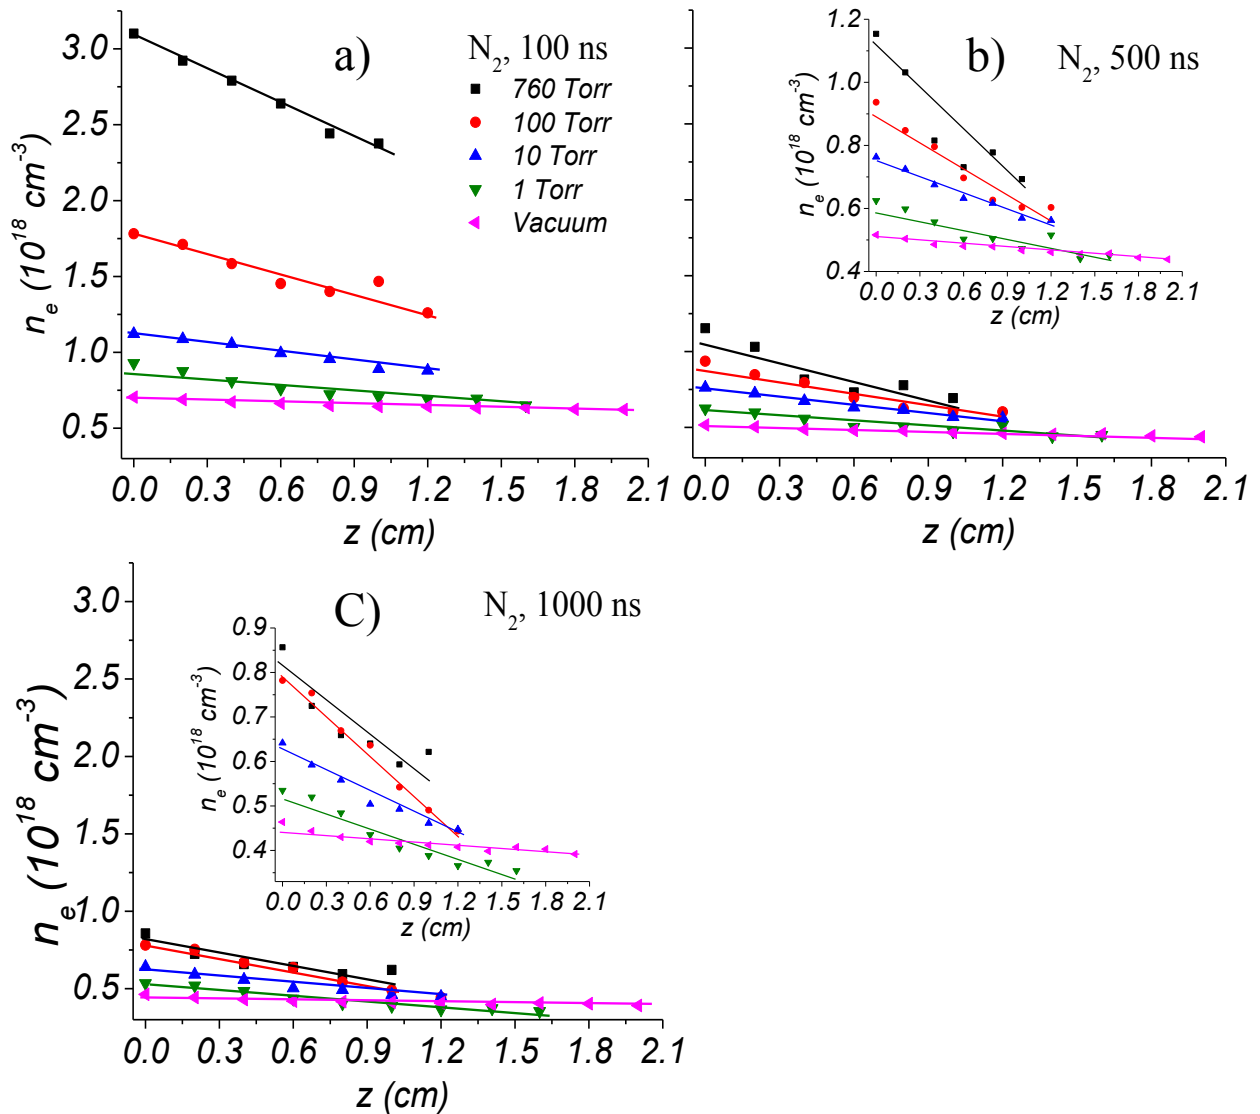 a)
N2, 100 ns
760 Torr
100 Torr
10 Torr
1 Torr
Vacuum
3.0
2.5
2.0
1.5
1.0
0.5
ne (10^18 cm^-3)
0.0 0.3 0.6 0.9 1.2 1.5 1.8 2.1
z (cm)
b)
N2, 500 ns
1.2
1.0
0.8
0.6
0.4
ne (10^18 cm^-3)
0.0 0.3 0.6 0.9 1.2 1.5 1.8 2.1
z (cm)
0.0 0.3 0.6 0.9 1.2 1.5 1.8 2.1
z (cm)
C)
N2, 1000 ns
3.0
2.5
2.0
1.5
1.0
0.5
ne (10^18 cm^-3)
0.9
0.8
0.7
0.6
0.5
0.4
ne (10^18 cm^-3)
0.0 0.3 0.6 0.9 1.2 1.5 1.8 2.1
z (cm)
0.0 0.3 0.6 0.9 1.2 1.5 1.8 2.1
z (cm)